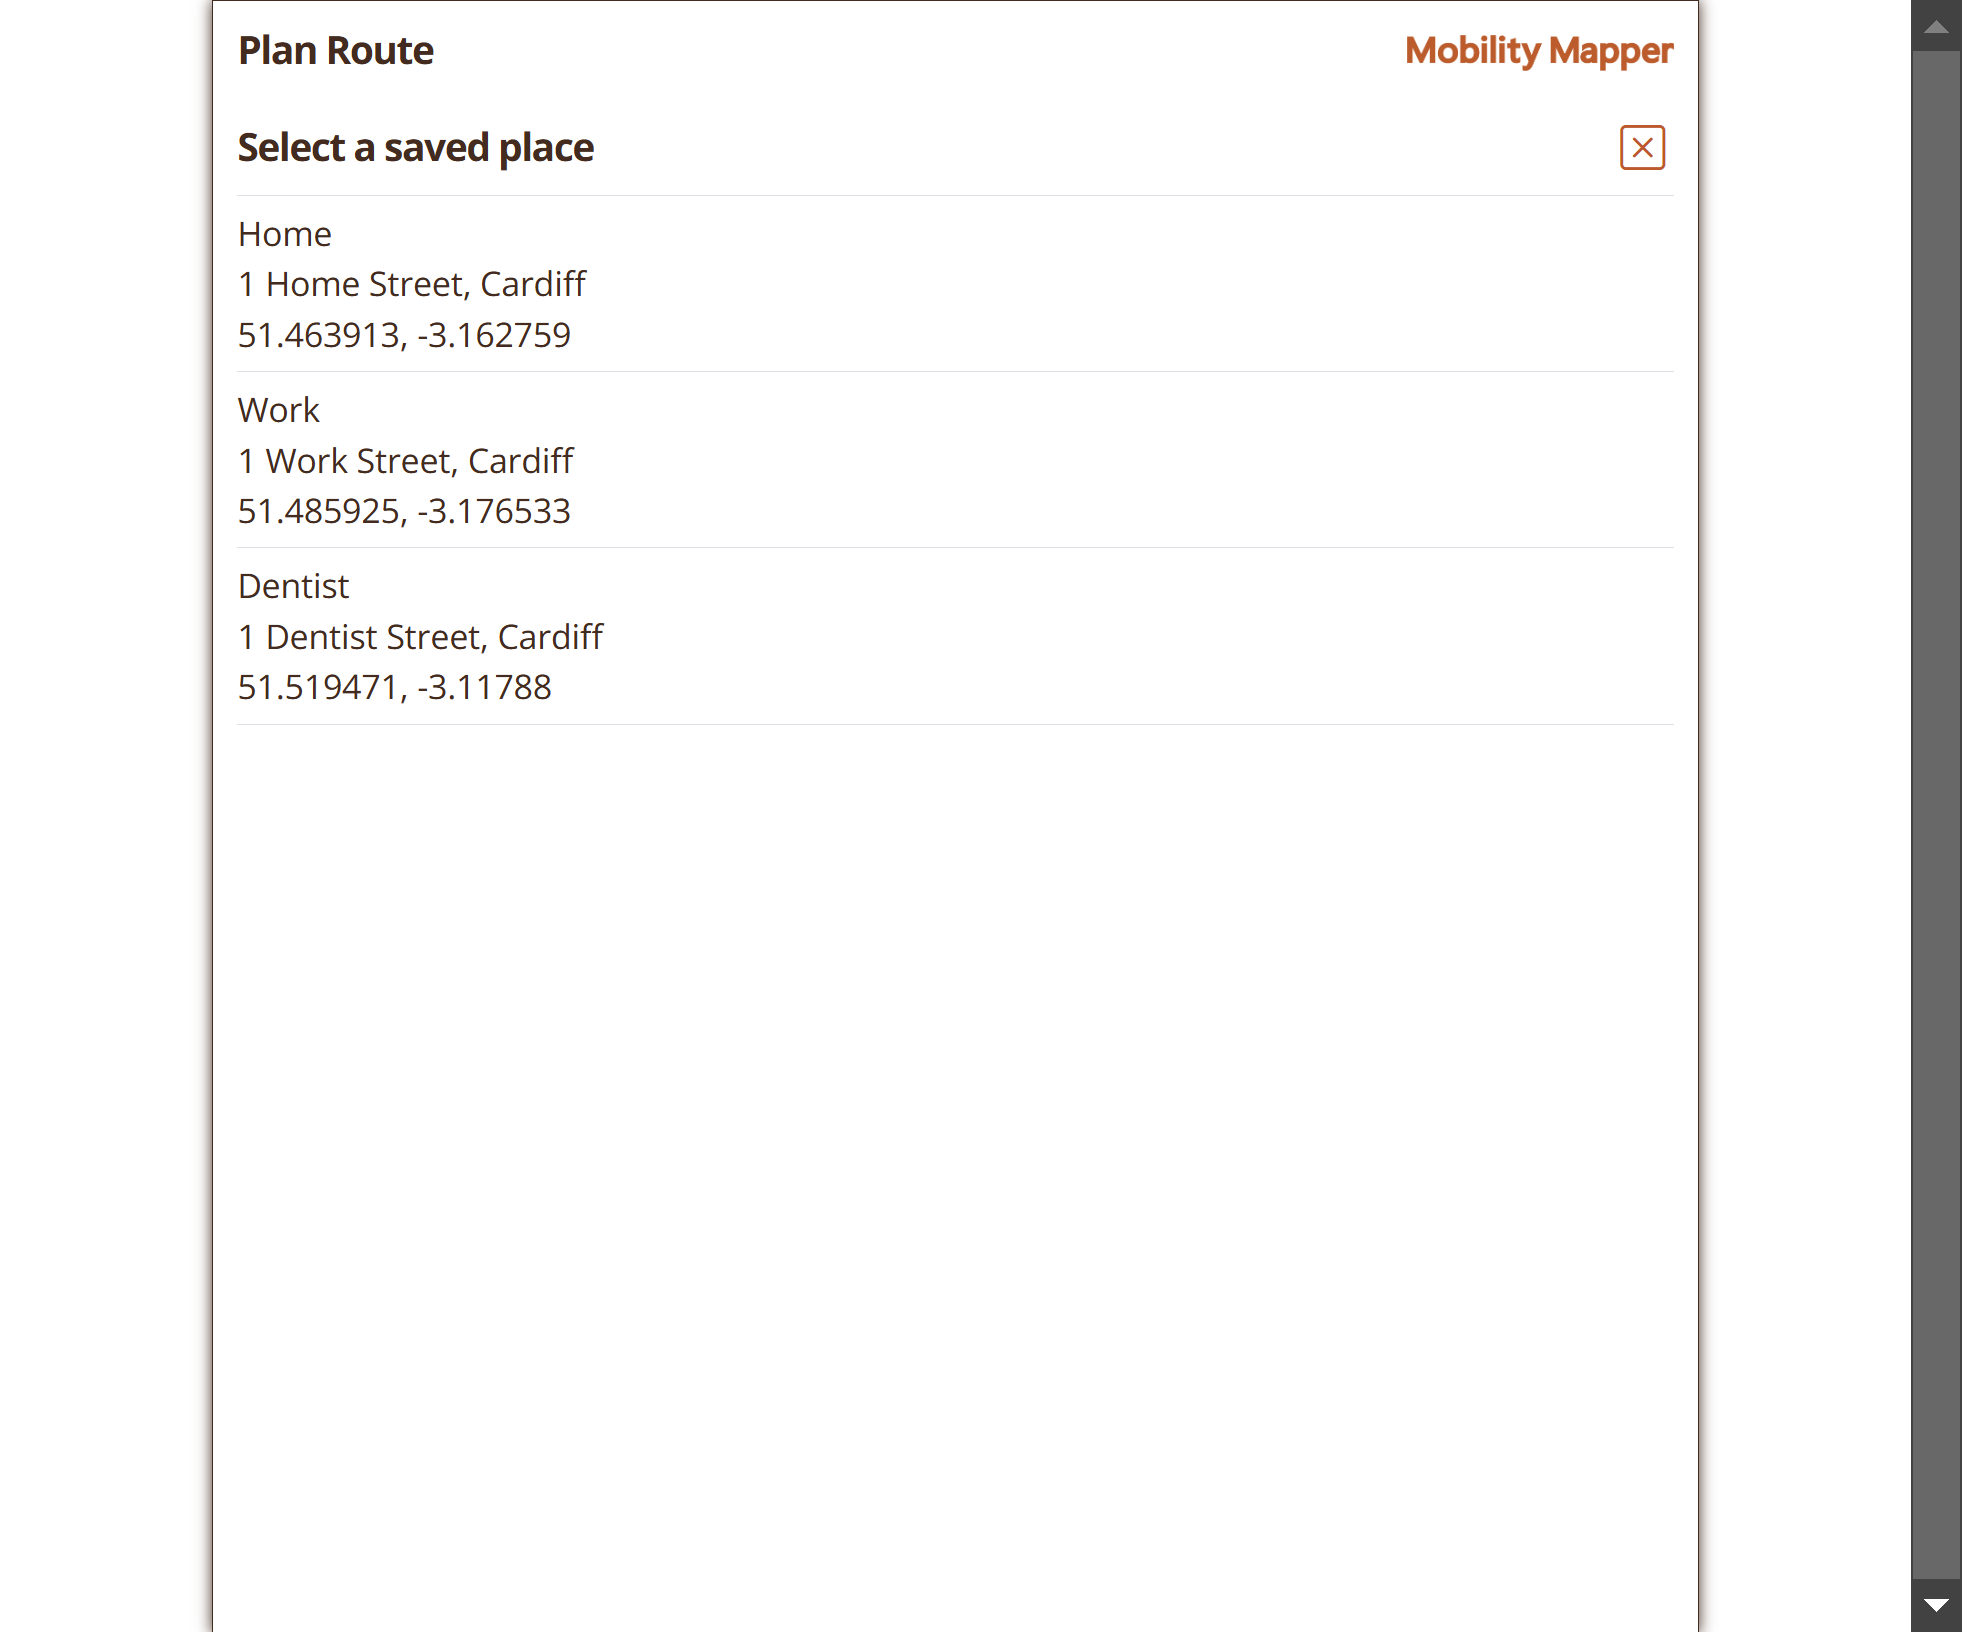 Plan Route
Mobility Mapper
Select a saved place
Home
1 Home Street, Cardiff
51.463913, -3.162759
Work
1 Work Street, Cardiff
51.485925, -3.176533
Dentist
1 Dentist Street, Cardiff
51.519471, -3.11788